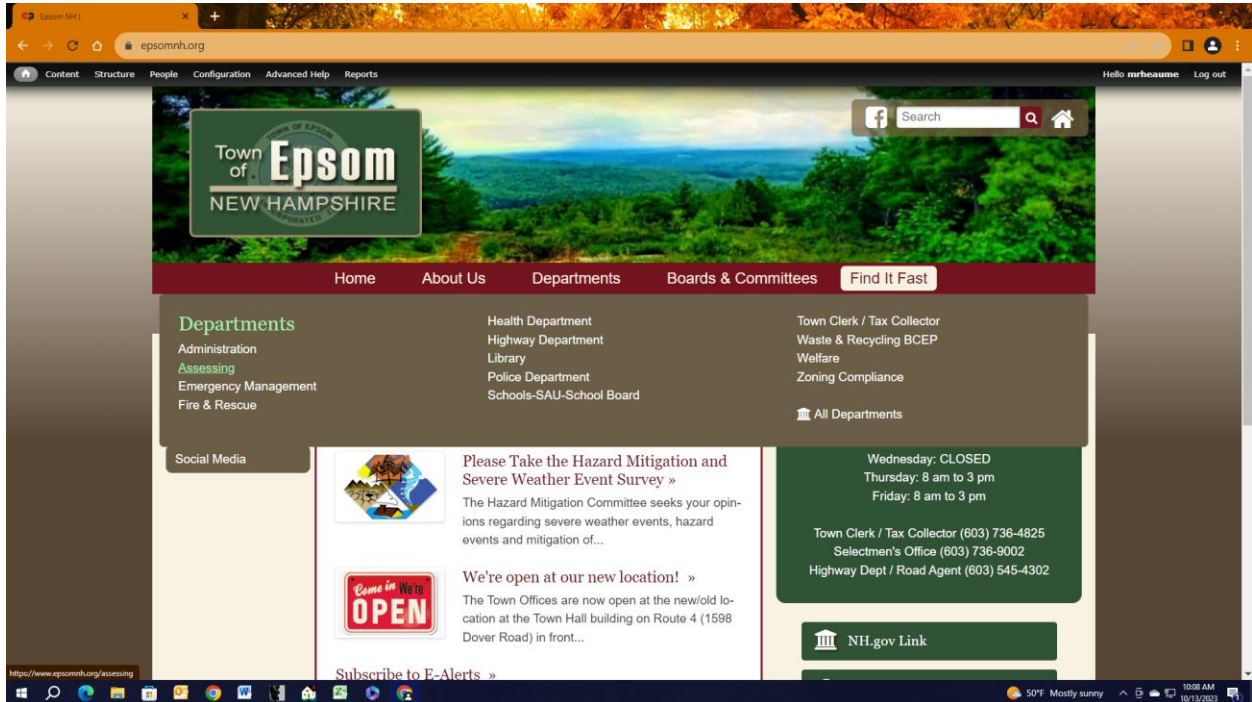 Epsom NH |
epsomnh.org
Content Structure People Configuration Advanced Help Reports
Hello mrheaume Log out
Town of Epsom
NEW HAMPSHIRE
Search
Home About Us Departments Boards & Committees Find It Fast
Departments
Administration
Assessing
Emergency Management
Fire & Rescue
Health Department
Highway Department
Library
Police Department
Schools-SAU-School Board
Town Clerk / Tax Collector
Waste & Recycling BCEP
Welfare
Zoning Compliance
All Departments
Social Media
Please Take the Hazard Mitigation and
Severe Weather Event Survey »
The Hazard Mitigation Committee seeks your opin-
ions regarding severe weather events, hazard
events and mitigation of...
Come in We're
OPEN
We're open at our new location! »
The Town Offices are now open at the new/old lo-
cation at the Town Hall building on Route 4 (1598
Dover Road) in front...
Subscribe to E-Alerts »
Wednesday: CLOSED
Thursday: 8 am to 3 pm
Friday: 8 am to 3 pm
Town Clerk / Tax Collector (603) 736-4825
Selectmen's Office (603) 736-9002
Highway Dept / Road Agent (603) 545-4302
NH.gov Link
https://www.epsomnh.org/assessing
50°F Mostly sunny
10:08 AM
10/13/2023